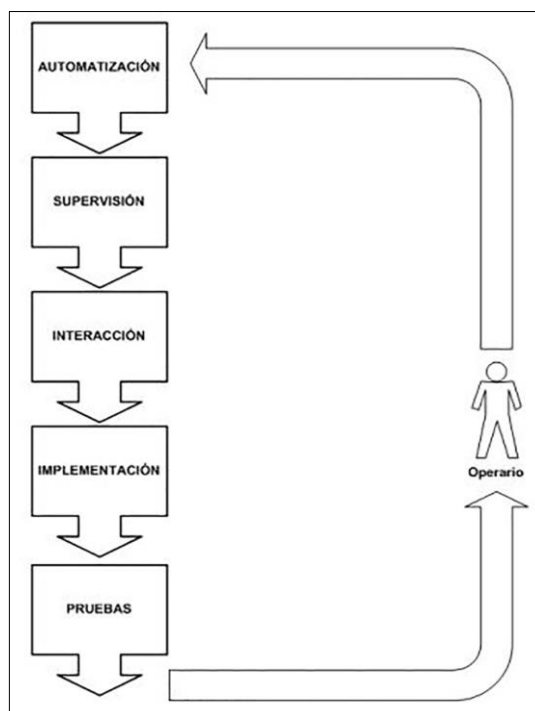 AUTOMATIZACIÓN
SUPERVISIÓN
INTERACCIÓN
IMPLEMENTACIÓN
PRUEBAS
Operario